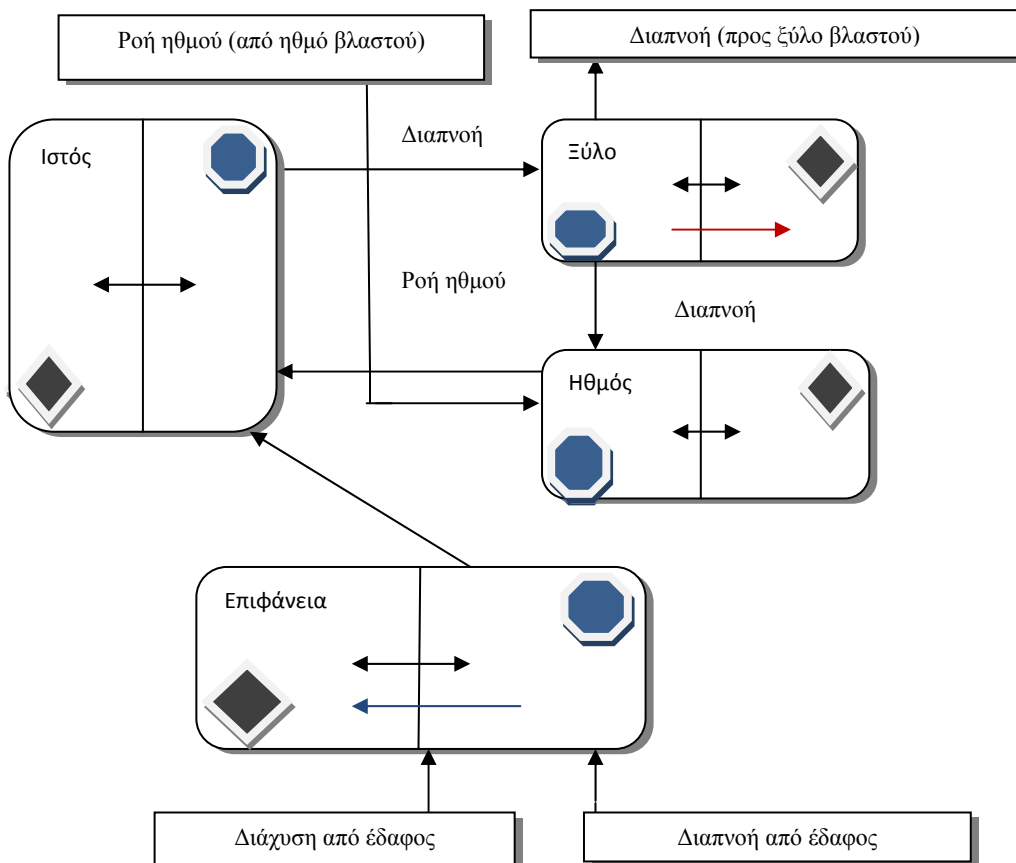 Ροή ηθμού (από ηθμό βλαστού)
Διαπνοή (προς ξύλο βλαστού)
Ιστός
Διαπνοή
Ξύλο
Ροή ηθμού
Διαπνοή
Ηθμός
Επιφάνεια
Διάχυση από έδαφος
Διαπνοή από έδαφος